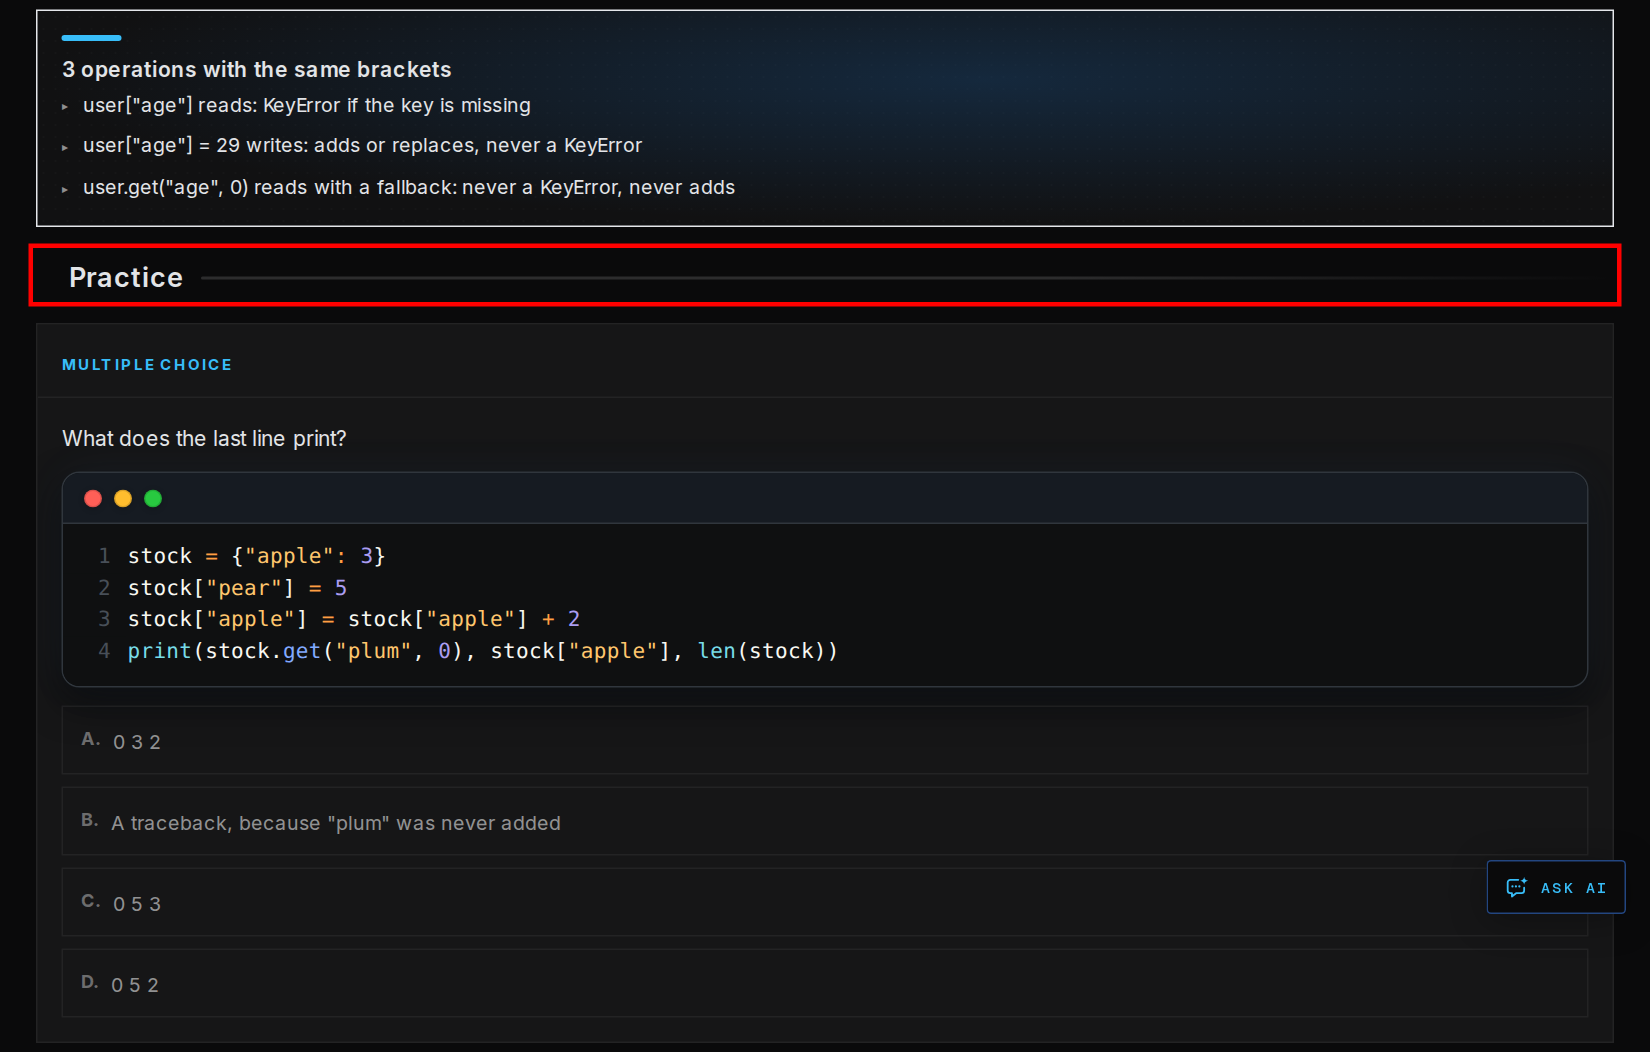 3 operations with the same brackets
▸ user["age"] reads: KeyError if the key is missing
▸ user["age"] = 29 writes: adds or replaces, never a KeyError
▸ user.get("age", 0) reads with a fallback: never a KeyError, never adds
Practice
MULTIPLE CHOICE
What does the last line print?
1 stock = {"apple": 3}
2 stock["pear"] = 5
3 stock["apple"] = stock["apple"] + 2
4 print(stock.get("plum", 0), stock["apple"], len(stock))
A. 0 3 2
B. A traceback, because "plum" was never added
C. 0 5 3
ASK AI
D. 0 5 2